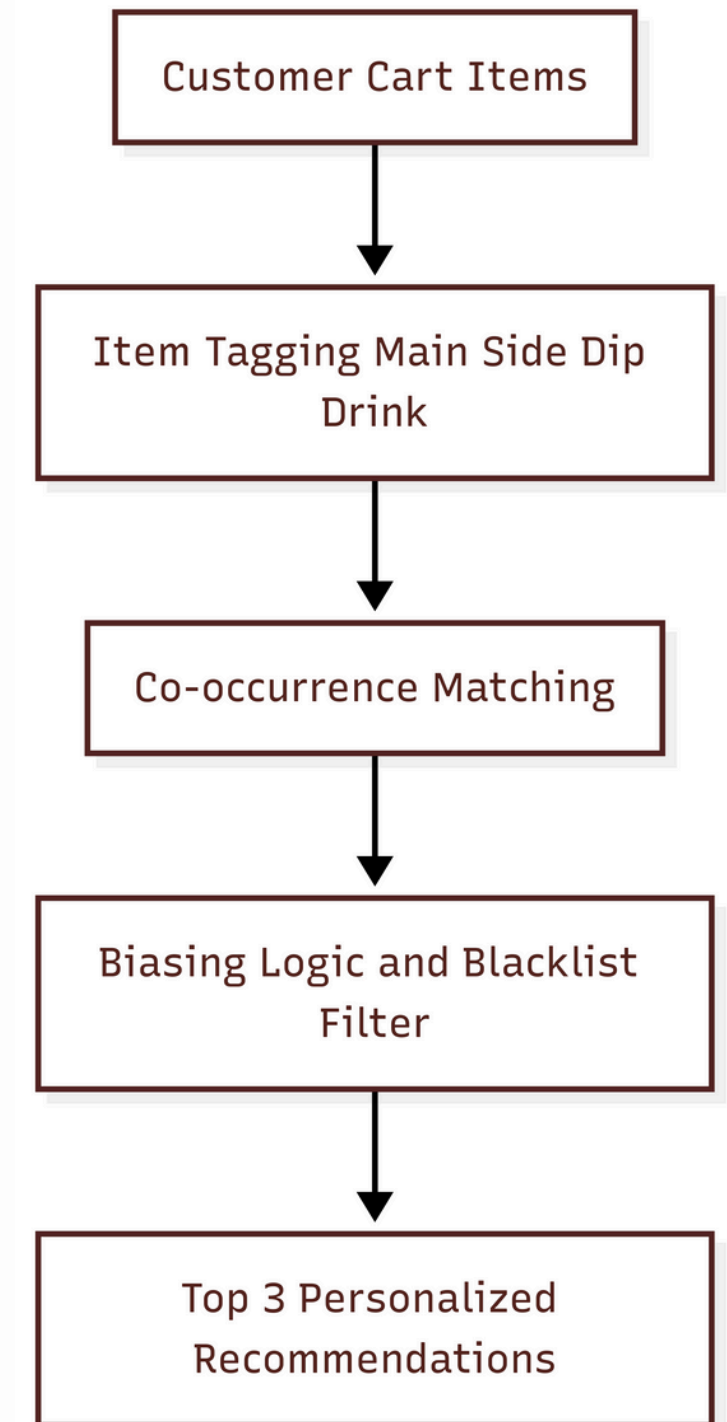 Customer Cart Items
Item Tagging Main Side Dip
Drink
Co-occurrence Matching
Biasing Logic and Blacklist
Filter
Top 3 Personalized
Recommendations